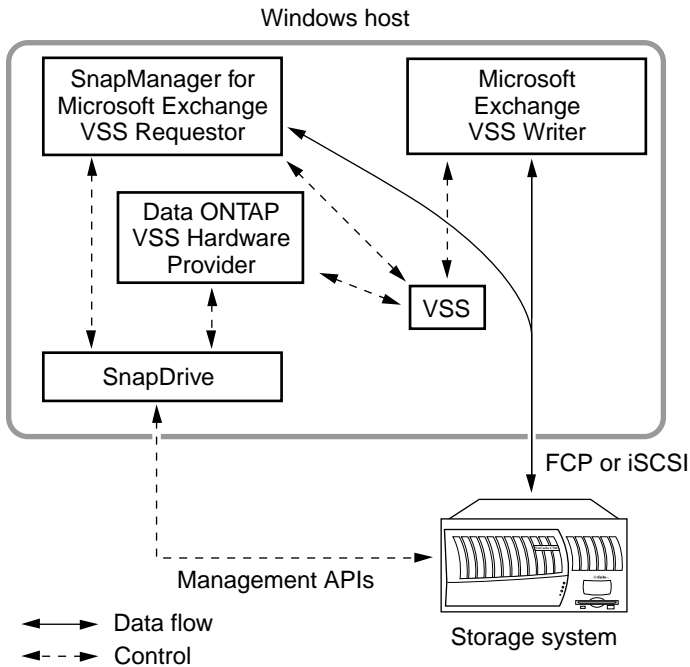 Windows host
SnapManager for
Microsoft Exchange
VSS Requestor
Microsoft
Exchange
VSS Writer
Data ONTAP
VSS Hardware
Provider
VSS
SnapDrive
FCP or iSCSI
Management APIs
Storage system
Data flow
Control